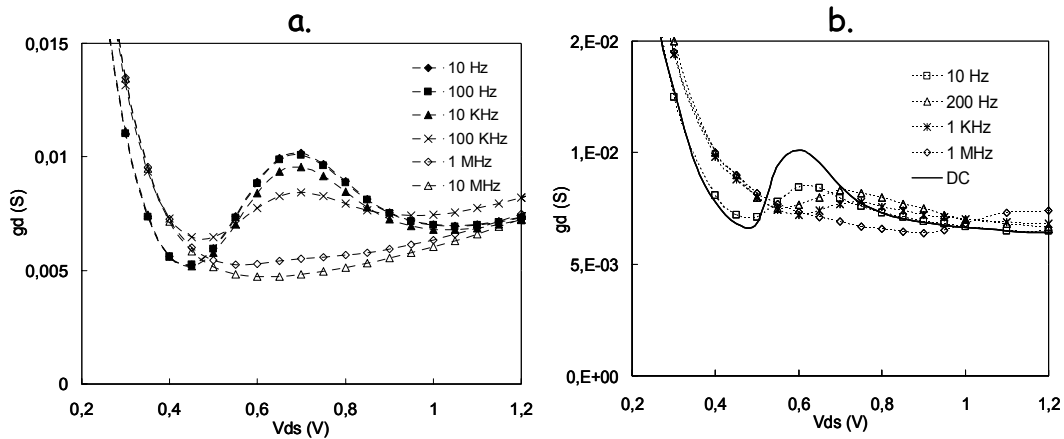 a.
0,015
0,01
0,005
0
gd (S)
10 Hz
100 Hz
10 KHz
100 KHz
1 MHz
10 MHz
0,2 0,4 0,6 0,8 1 1,2
Vds (V)
b.
2,E-02
1,E-02
5,E-03
0,E+00
gd (S)
10 Hz
200 Hz
1 KHz
1 MHz
DC
0,2 0,4 0,6 0,8 1 1,2
Vds (V)